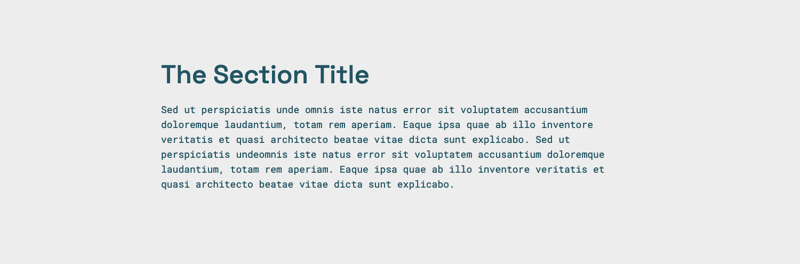 The Section Title
Sed ut perspiciatis unde omnis iste natus error sit voluptatem accusantium
doloremque laudantium, totam rem aperiam. Eaque ipsa quae ab illo inventore
veritatis et quasi architecto beatae vitae dicta sunt explicabo. Sed ut
perspiciatis undeomnis iste natus error sit voluptatem accusantium doloremque
laudantium, totam rem aperiam. Eaque ipsa quae ab illo inventore veritatis et
quasi architecto beatae vitae dicta sunt explicabo.